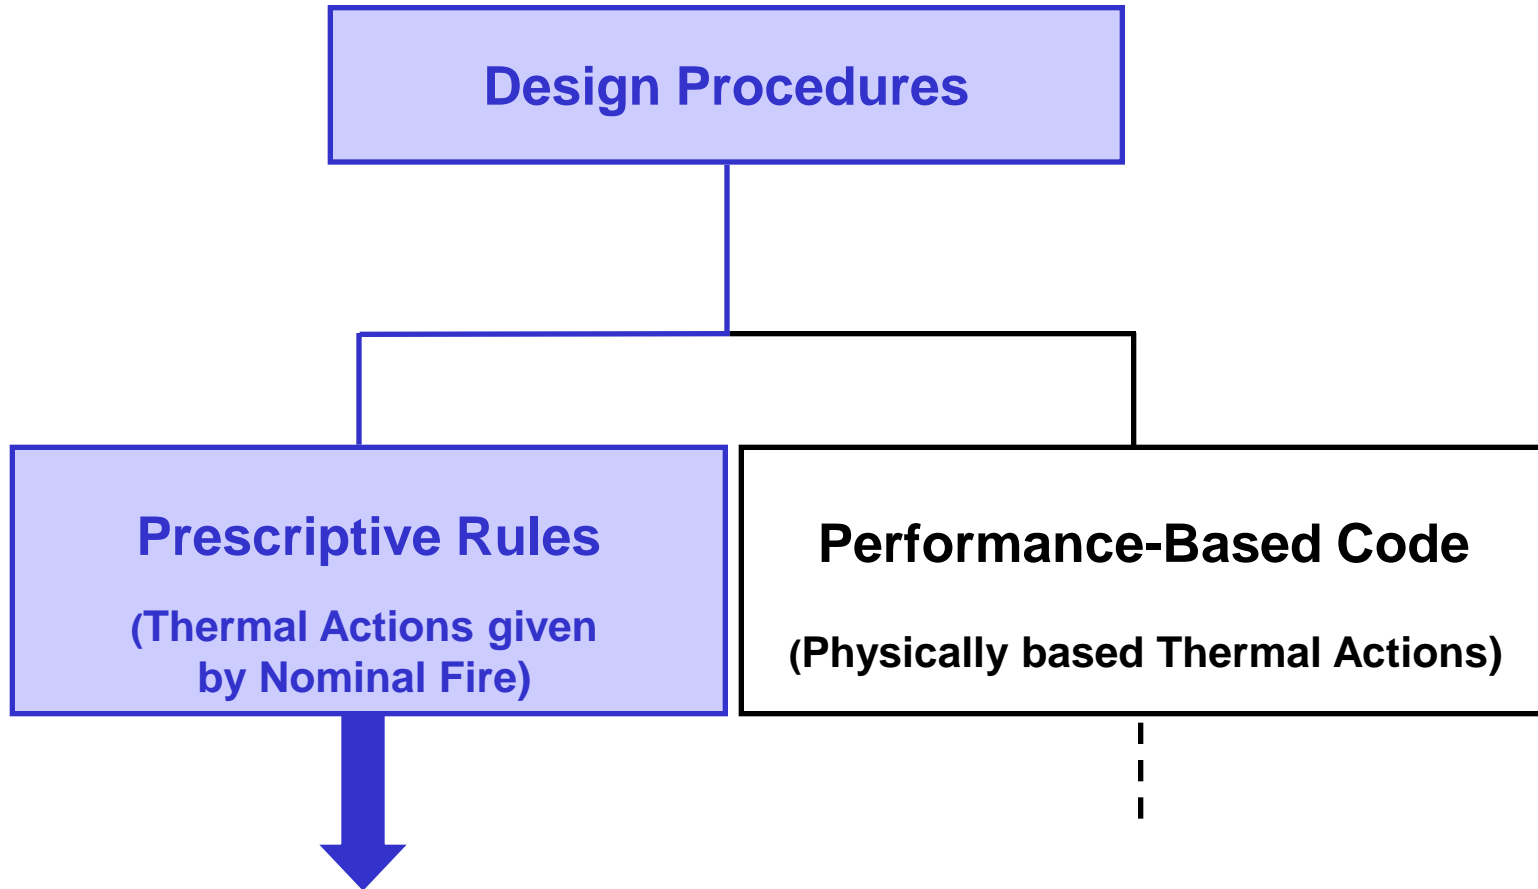 Design Procedures
Prescriptive Rules
(Thermal Actions given
by Nominal Fire)
Performance-Based Code
(Physically based Thermal Actions)